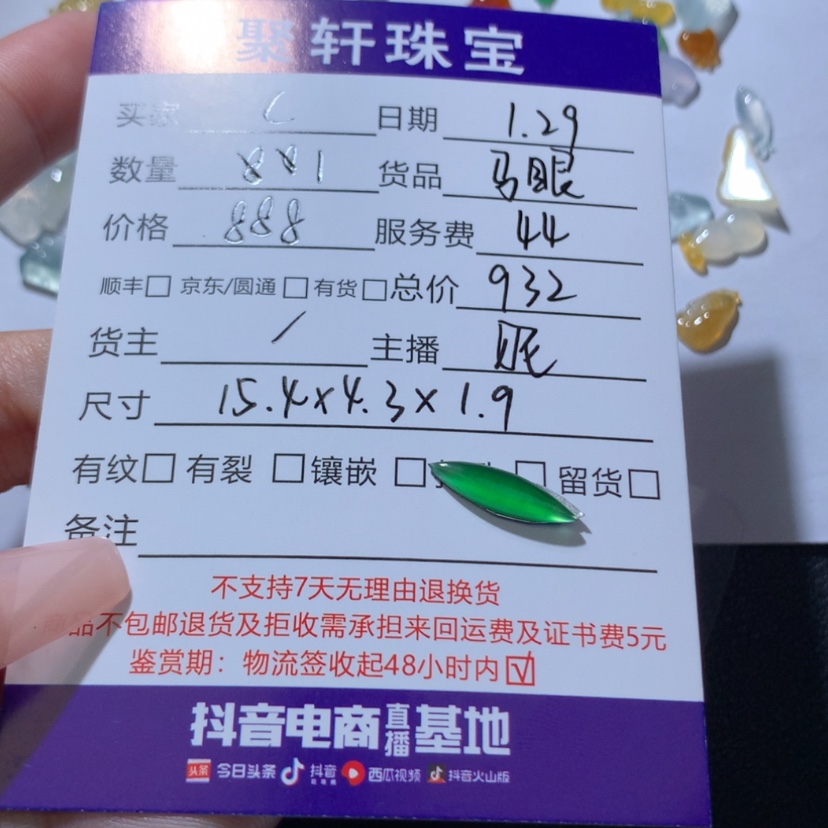 聚轩珠宝
买家 C 日期 1.29
数量 1 货品 马眼
价格 888 服务费 44
顺丰□ 京东/圆通□ 有货□ 总价 932
货主 / 主播
尺寸 15.4×4.3×1.9
有纹□ 有裂 □镶嵌 □ □ 留货□
备注
不支持7天无理由退换货
品不包邮退货及拒收需承担来回运费及证书费5元
鉴赏期：物流签收起48小时内☑
抖音电商直播基地
头条 今日头条 抖音 西瓜视频 抖音火山版